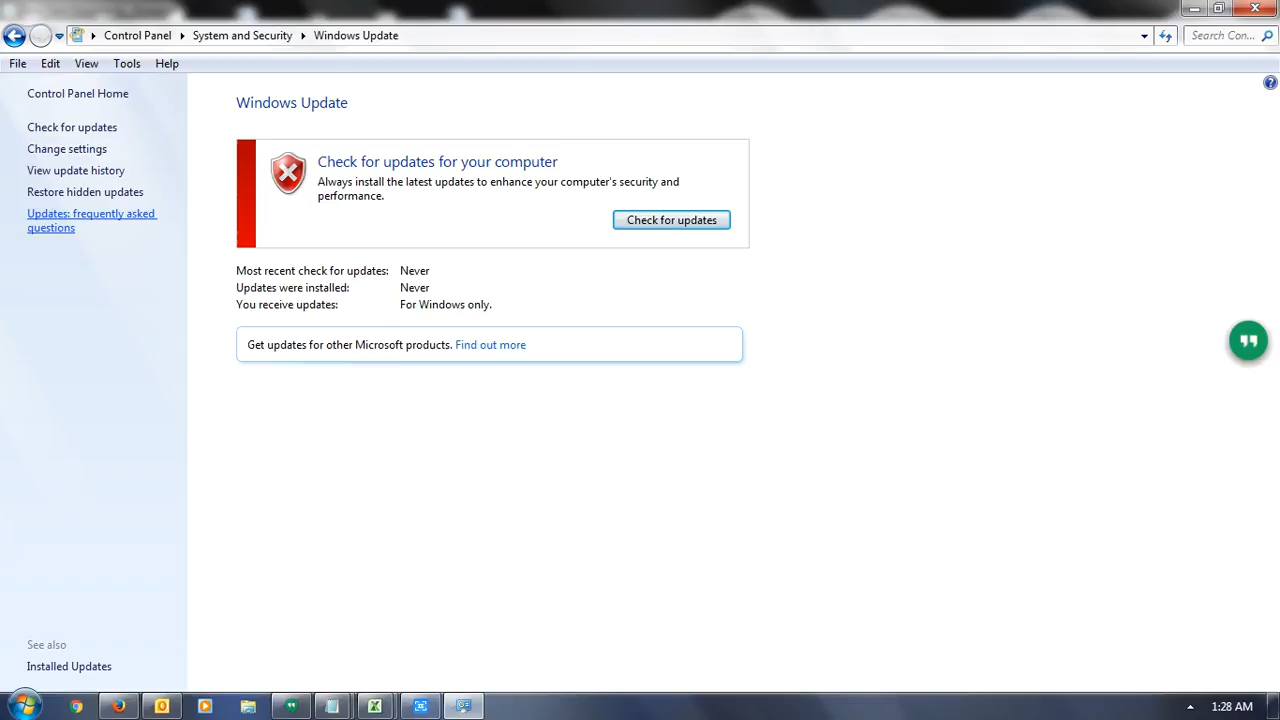 Control Panel System and Security Windows Update
Search Con...
File Edit View Tools Help
Control Panel Home
Check for updates
Change settings
View update history
Restore hidden updates
Updates: frequently asked
questions
See also
Installed Updates
Windows Update
Check for updates for your computer
Always install the latest updates to enhance your computer's security and
performance.
Check for updates
Most recent check for updates: Never
Updates were installed: Never
You receive updates: For Windows only.
Get updates for other Microsoft products. Find out more
1:28 AM